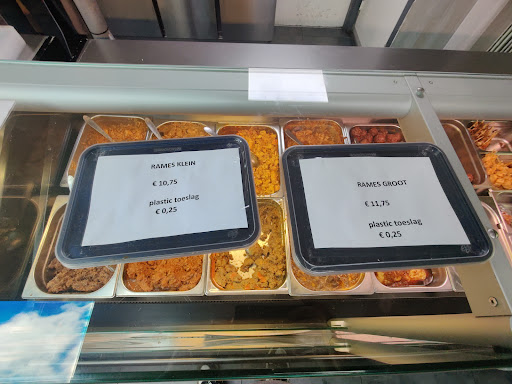 RAMES KLEIN
€ 10,75
plastic toeslag
€ 0,25
RAMES GROOT
€ 11,75
plastic toeslag
€ 0,25